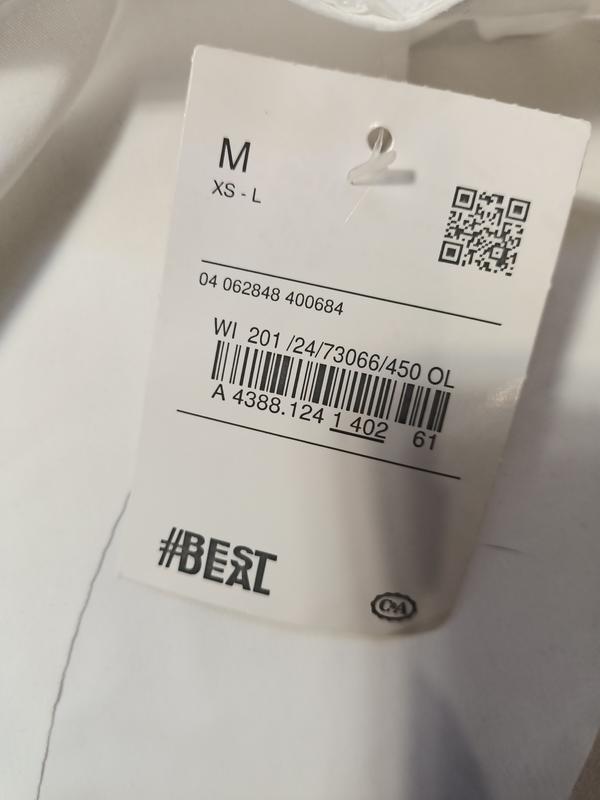 M
XS - L
04 062848 400684
WI 201 /24/73066/450 OL
A 4388.124 1 402 61
#BEST
DEAL
C&A